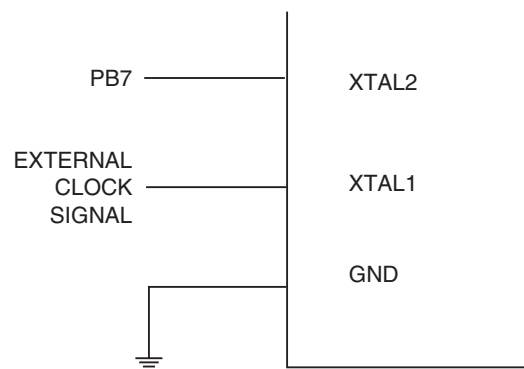 PB7
XTAL2
EXTERNAL
CLOCK
SIGNAL
XTAL1
GND